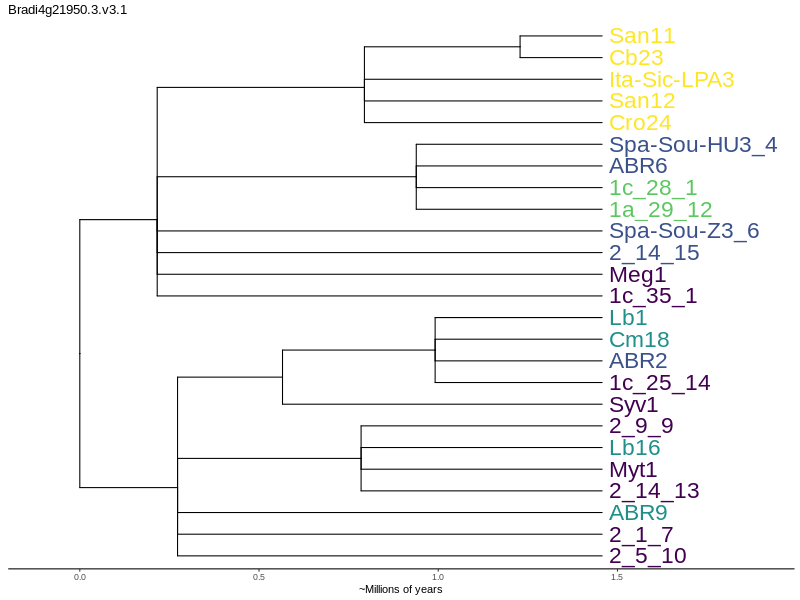 Bradi4g21950.3.v3.1
San11
Cb23
Ita-Sic-LPA3
San12
Cro24
Spa-Sou-HU3_4
ABR6
1c_28_1
1a_29_12
Spa-Sou-Z3_6
2_14_15
Meg1
1c_35_1
Lb1
Cm18
ABR2
1c_25_14
Syv1
2_9_9
Lb16
Myt1
2_14_13
ABR9
2_1_7
2_5_10
0.0 0.5 1.0 1.5
~Millions of years